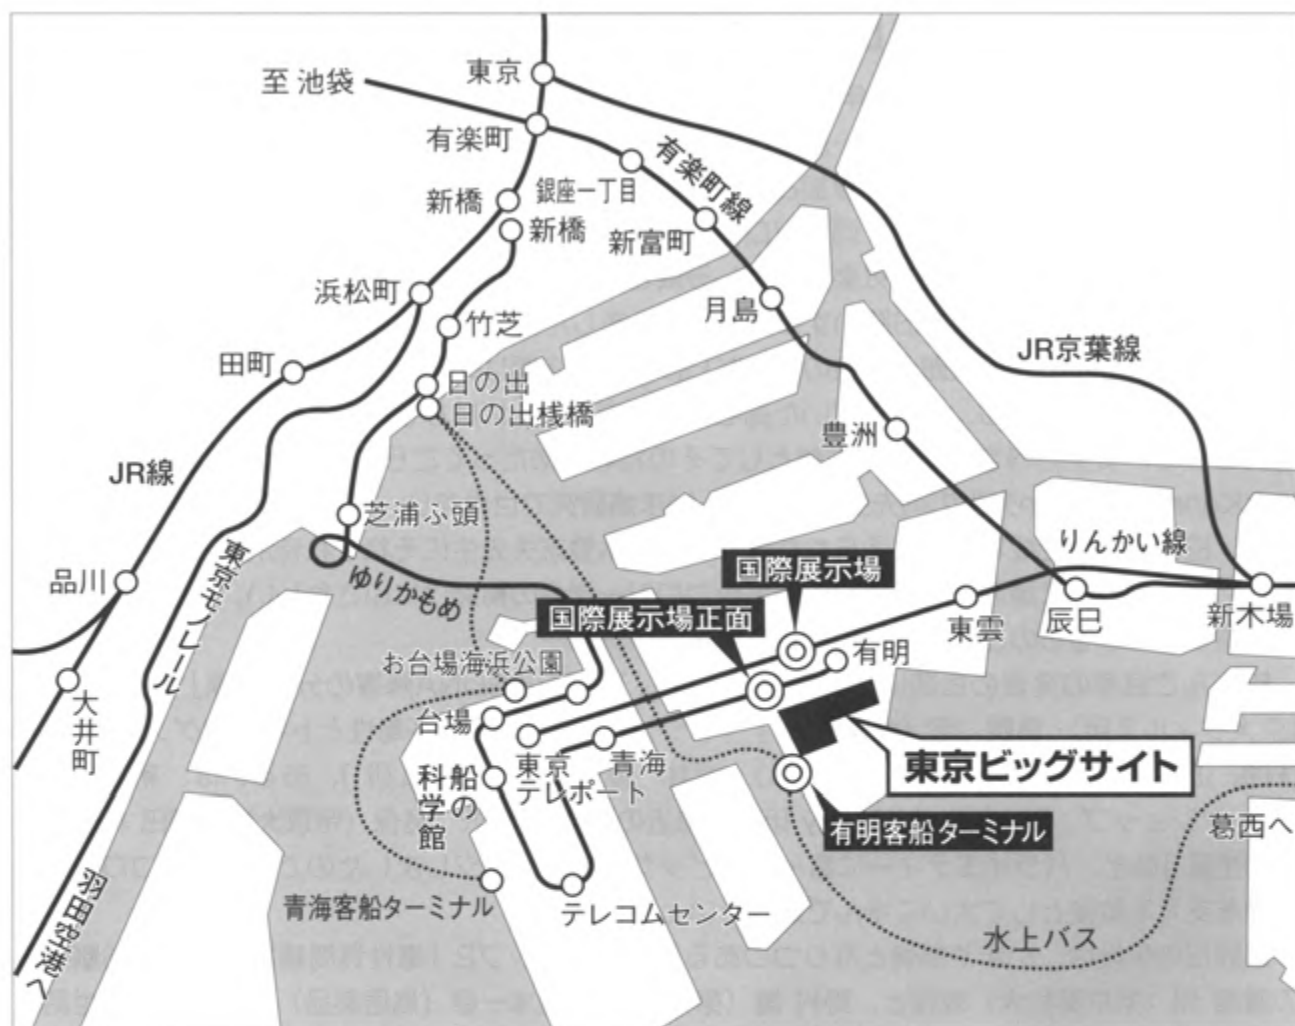 東京
至 池袋
有楽町
銀座一丁目
有楽町線
新橋
新橋
新富町
浜松町
竹芝
月島
JR京葉線
田町
日の出
日の出桟橋
豊洲
JR線
芝浦ふ頭
りんかい線
東京モノレール
ゆりかもめ
国際展示場
品川
国際展示場正面
東雲
辰巳
新木場
お台場海浜公園
有明
大井町
台場
東京
テレポート
青海
東京ビッグサイト
船の
科学館
有明客船ターミナル
葛西へ
羽田空港へ
青海客船ターミナル
テレコムセンター
水上バス